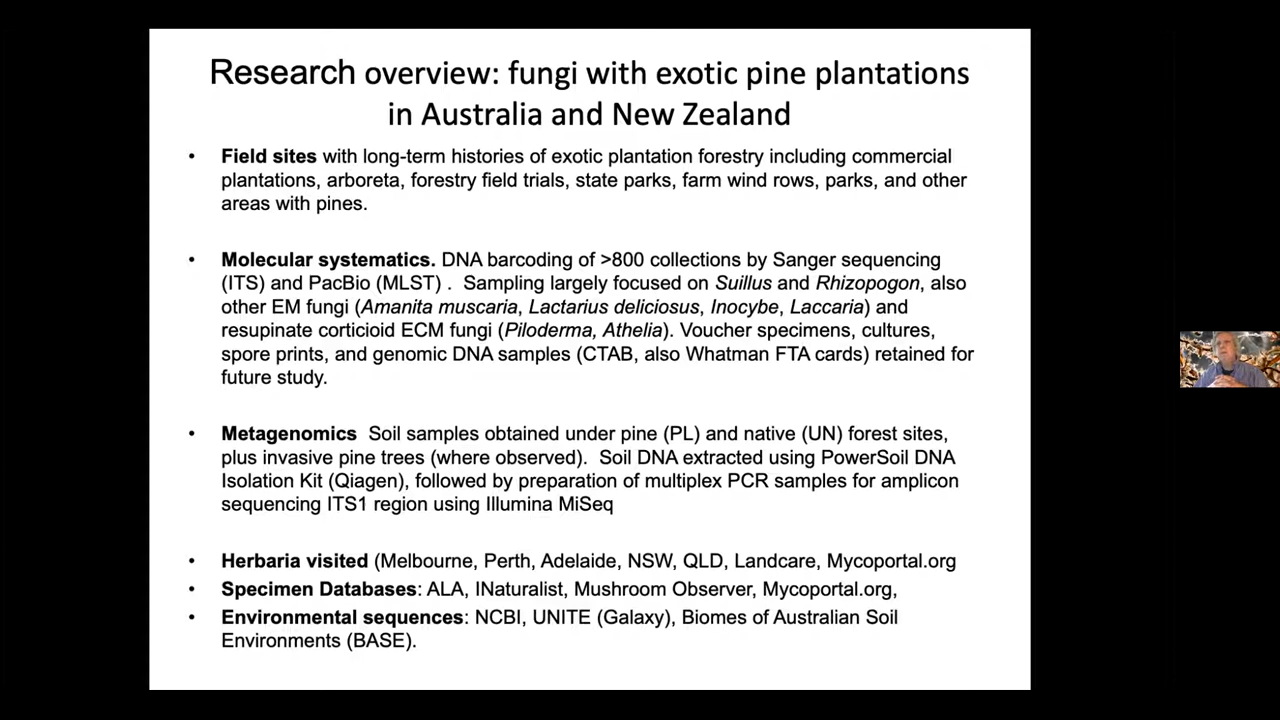 Research overview: fungi with exotic pine plantations
in Australia and New Zealand
• Field sites with long-term histories of exotic plantation forestry including commercial
plantations, arboreta, forestry field trials, state parks, farm wind rows, parks, and other
areas with pines.
• Molecular systematics. DNA barcoding of >800 collections by Sanger sequencing
(ITS) and PacBio (MLST) . Sampling largely focused on Suillus and Rhizopogon, also
other EM fungi (Amanita muscaria, Lactarius deliciosus, Inocybe, Laccaria) and
resupinate corticioid ECM fungi (Piloderma, Athelia). Voucher specimens, cultures,
spore prints, and genomic DNA samples (CTAB, also Whatman FTA cards) retained for
future study.
• Metagenomics Soil samples obtained under pine (PL) and native (UN) forest sites,
plus invasive pine trees (where observed). Soil DNA extracted using PowerSoil DNA
Isolation Kit (Qiagen), followed by preparation of multiplex PCR samples for amplicon
sequencing ITS1 region using Illumina MiSeq
• Herbaria visited (Melbourne, Perth, Adelaide, NSW, QLD, Landcare, Mycoportal.org
• Specimen Databases: ALA, INaturalist, Mushroom Observer, Mycoportal.org,
• Environmental sequences: NCBI, UNITE (Galaxy), Biomes of Australian Soil
Environments (BASE).